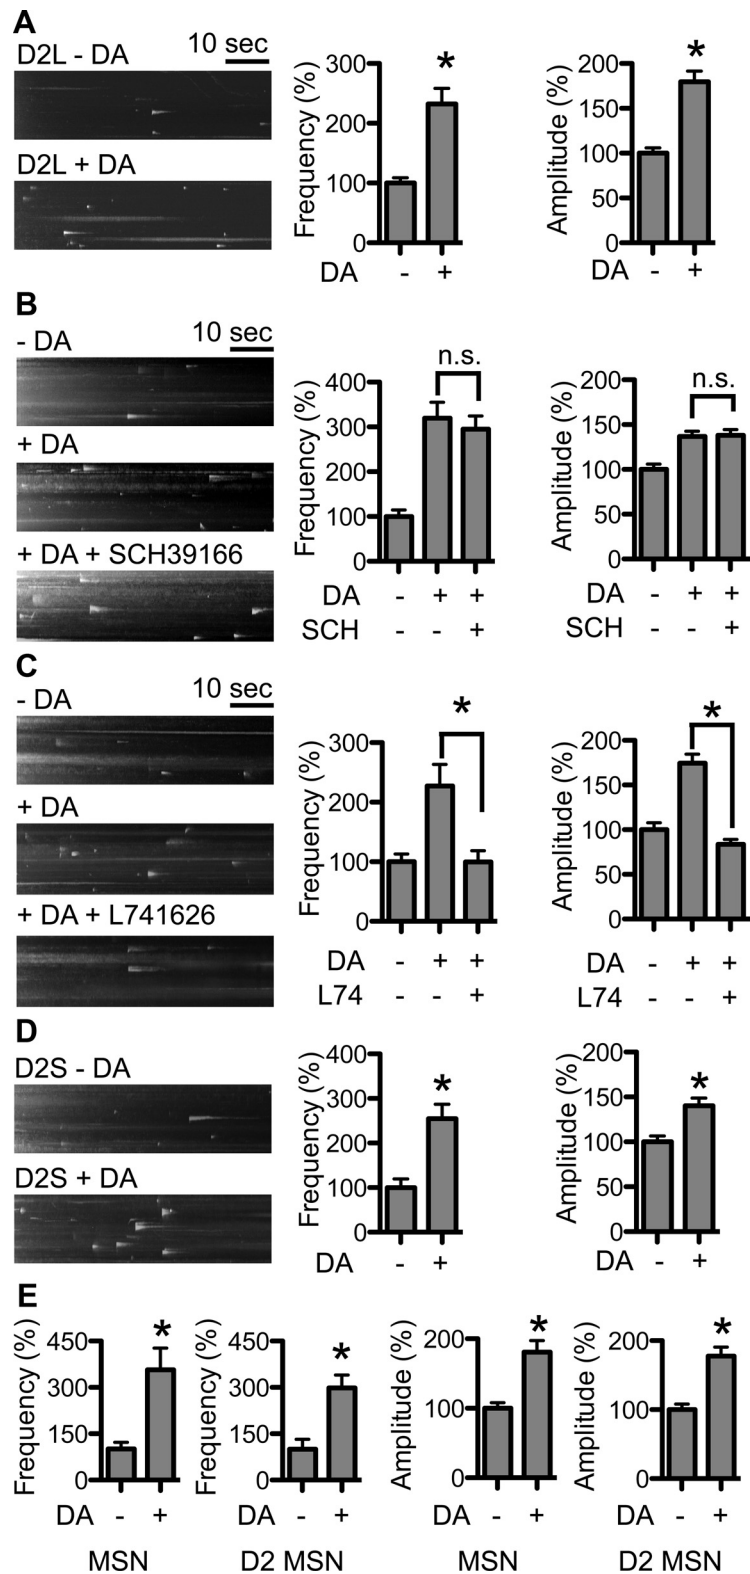 A
D2L - DA
10 sec
D2L + DA
Frequency (%)
300
200
100
0
*
DA - +
Amplitude (%)
200
150
100
50
0
*
DA - +
B
- DA
10 sec
+ DA
+ DA + SCH39166
Frequency (%)
400
300
200
100
0
n.s.
DA - + +
SCH - - +
Amplitude (%)
200
150
100
50
0
n.s.
DA - + +
SCH - - +
C
- DA
10 sec
+ DA
+ DA + L741626
Frequency (%)
300
200
100
0
*
DA - + +
L74 - - +
Amplitude (%)
200
150
100
50
0
*
DA - + +
L74 - - +
D
D2S - DA
D2S + DA
Frequency (%)
400
300
200
100
0
*
DA - +
Amplitude (%)
200
150
100
50
0
*
DA - +
E
Frequency (%)
450
300
150
0
*
DA - +
MSN
Frequency (%)
450
300
150
0
*
DA - +
D2 MSN
Amplitude (%)
200
100
0
*
DA - +
MSN
Amplitude (%)
200
100
0
*
DA - +
D2 MSN